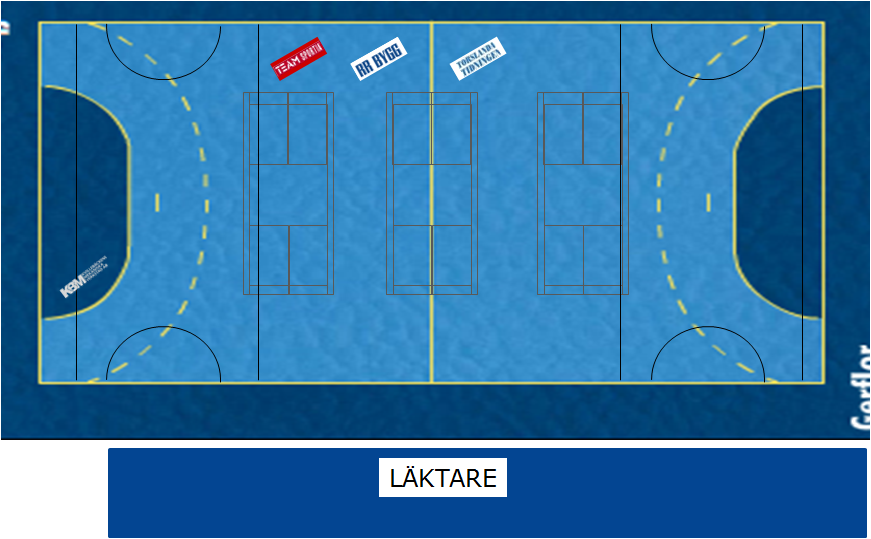 TEAM SPORTIA
RR BYGG
TORSLANDA
TIDNINGEN
KBM
Gerflor
LÄKTARE